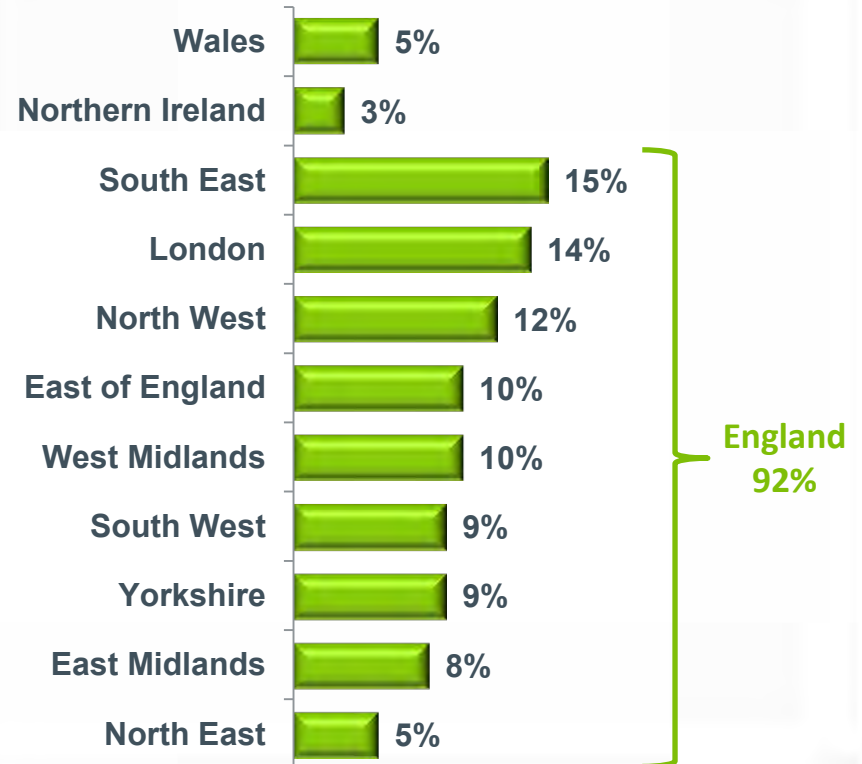 Wales 5%
Northern Ireland 3%
South East 15%
London 14%
North West 12%
East of England 10%
West Midlands 10%
South West 9%
Yorkshire 9%
East Midlands 8%
North East 5%
England
92%